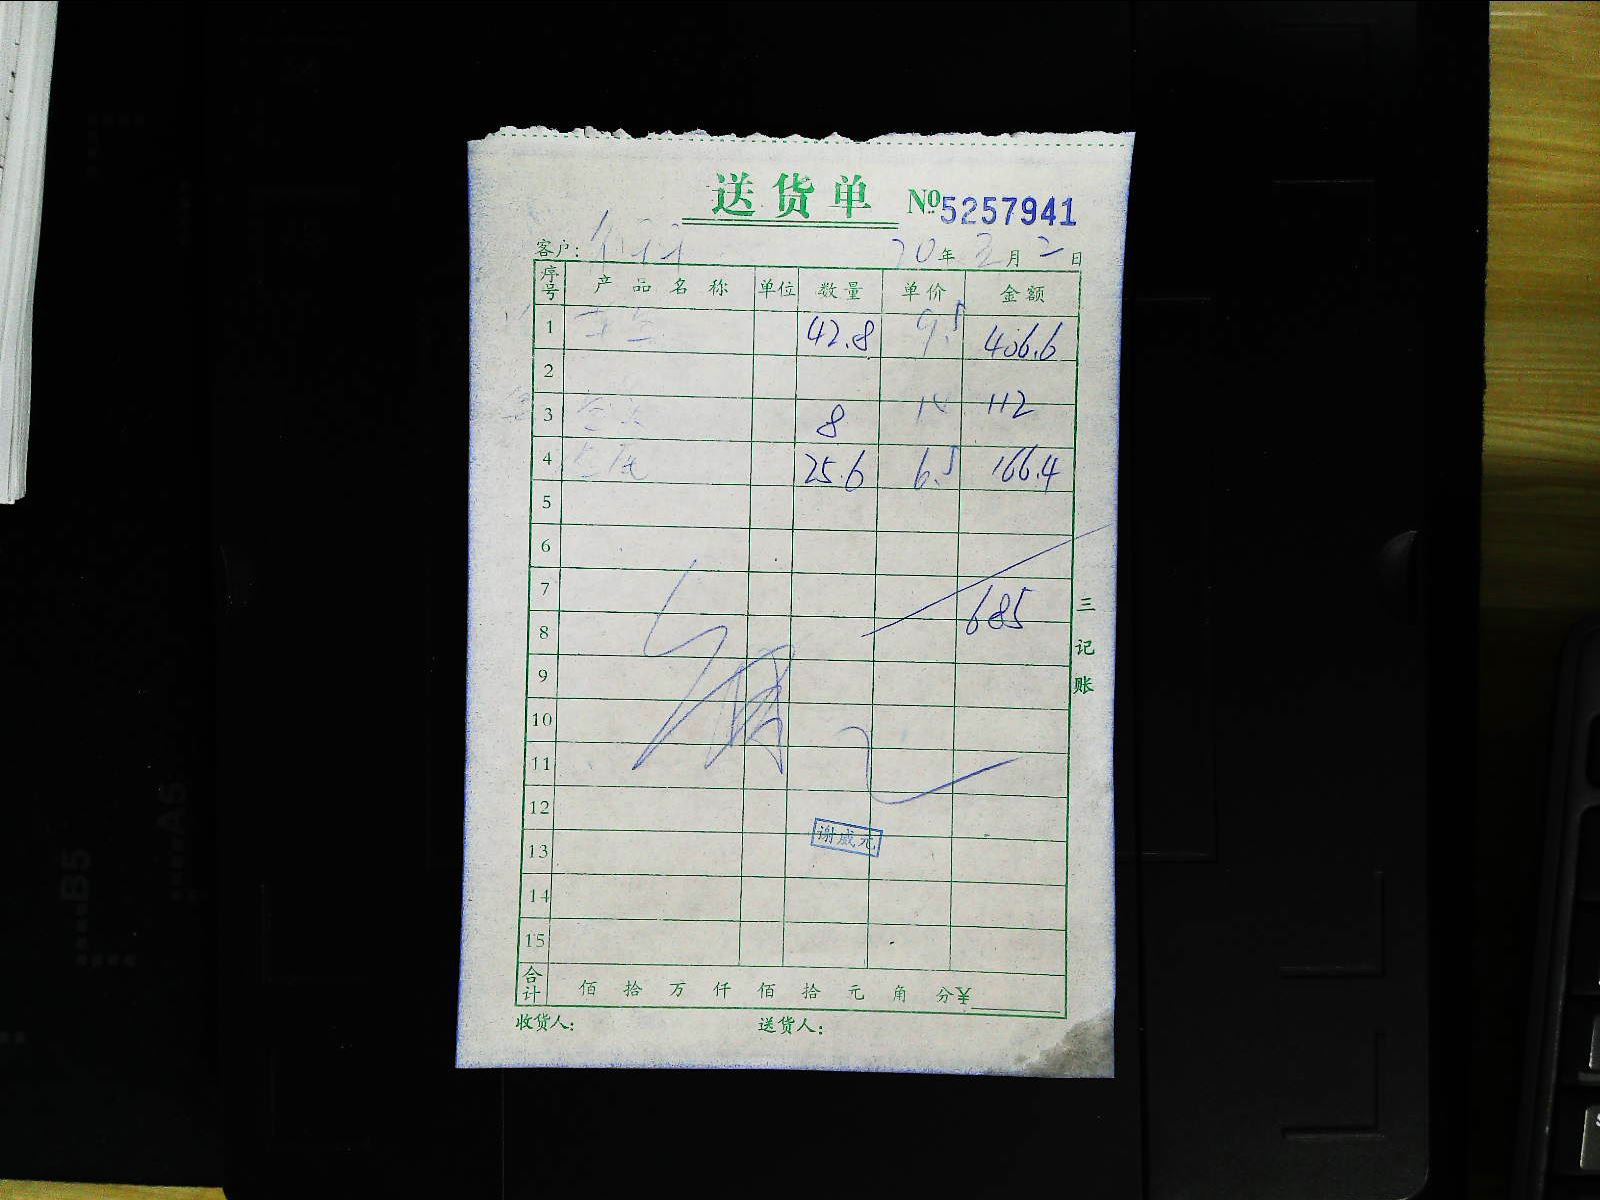 送货单 No 5257941
客户: 20年2月2日
序号 产品名称 单位 数量 单价 金额
1 42.8 9.5 406.6
2
3 8 14 112
4 25.6 6.5 166.4
5
6
7 685
8
9
10
11
12
13
14
15
谢威元
三记账
合计 佰拾万仟佰拾元角分¥
收货人: 送货人:
B5
A5